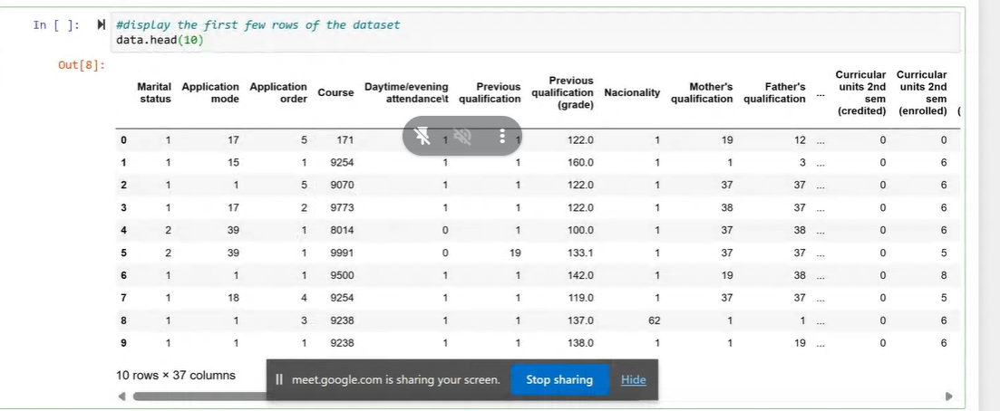 In [ ]: #display the first few rows of the dataset
data.head(10)
Out[8]:
Marital status Application mode Application order Course Daytime/evening attendance\t Previous qualification Previous qualification (grade) Nacionality Mother's qualification Father's qualification ... Curricular units 2nd sem (credited) Curricular units 2nd sem (enrolled) (
0 1 17 5 171 1 1 122.0 1 19 12 ... 0 0
1 1 15 1 9254 1 1 160.0 1 1 3 ... 0 6
2 1 1 5 9070 1 1 122.0 1 37 37 ... 0 6
3 1 17 2 9773 1 1 122.0 1 38 37 ... 0 6
4 2 39 1 8014 0 1 100.0 1 37 38 ... 0 6
5 2 39 1 9991 0 19 133.1 1 37 37 ... 0 5
6 1 1 1 9500 1 1 142.0 1 19 38 ... 0 8
7 1 18 4 9254 1 1 119.0 1 37 37 ... 0 5
8 1 1 3 9238 1 1 137.0 62 1 1 ... 0 6
9 1 1 1 9238 1 1 138.0 1 1 19 ... 0 6
10 rows × 37 columns
meet.google.com is sharing your screen. Stop sharing Hide